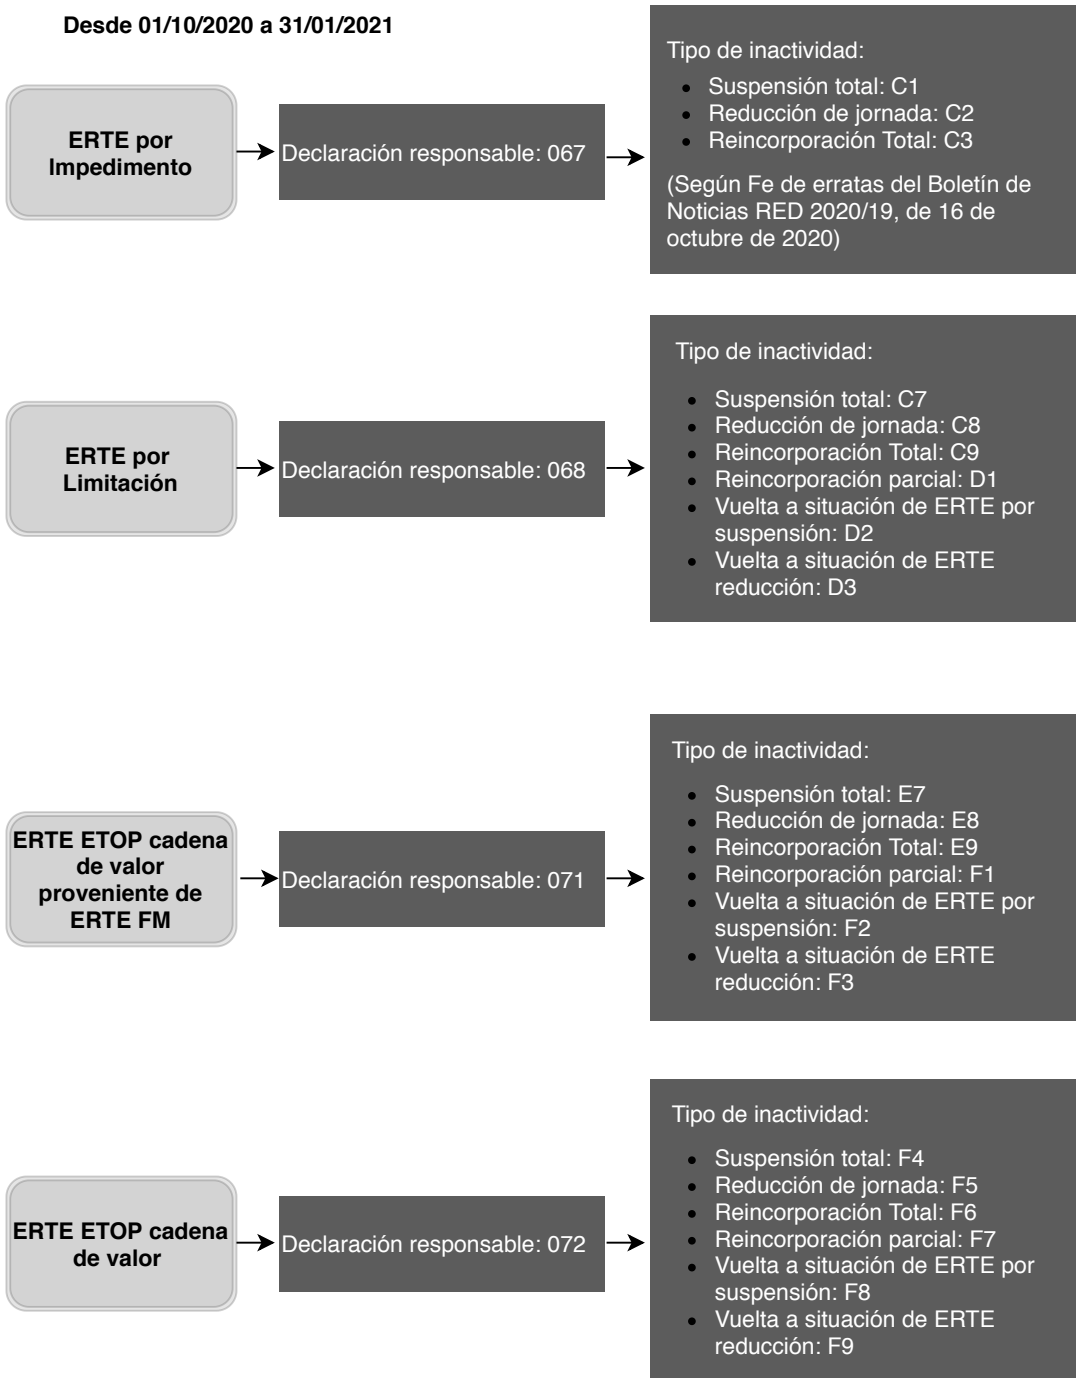 Desde 01/10/2020 a 31/01/2021
ERTE por
Impedimento
Declaración responsable: 067
Tipo de inactividad:
• Suspensión total: C1
• Reducción de jornada: C2
• Reincorporación Total: C3
(Según Fe de erratas del Boletín de
Noticias RED 2020/19, de 16 de
octubre de 2020)
ERTE por
Limitación
Declaración responsable: 068
Tipo de inactividad:
• Suspensión total: C7
• Reducción de jornada: C8
• Reincorporación Total: C9
• Reincorporación parcial: D1
• Vuelta a situación de ERTE por
suspensión: D2
• Vuelta a situación de ERTE
reducción: D3
ERTE ETOP cadena
de valor
proveniente de
ERTE FM
Declaración responsable: 071
Tipo de inactividad:
• Suspensión total: E7
• Reducción de jornada: E8
• Reincorporación Total: E9
• Reincorporación parcial: F1
• Vuelta a situación de ERTE por
suspensión: F2
• Vuelta a situación de ERTE
reducción: F3
ERTE ETOP cadena
de valor
Declaración responsable: 072
Tipo de inactividad:
• Suspensión total: F4
• Reducción de jornada: F5
• Reincorporación Total: F6
• Reincorporación parcial: F7
• Vuelta a situación de ERTE por
suspensión: F8
• Vuelta a situación de ERTE
reducción: F9